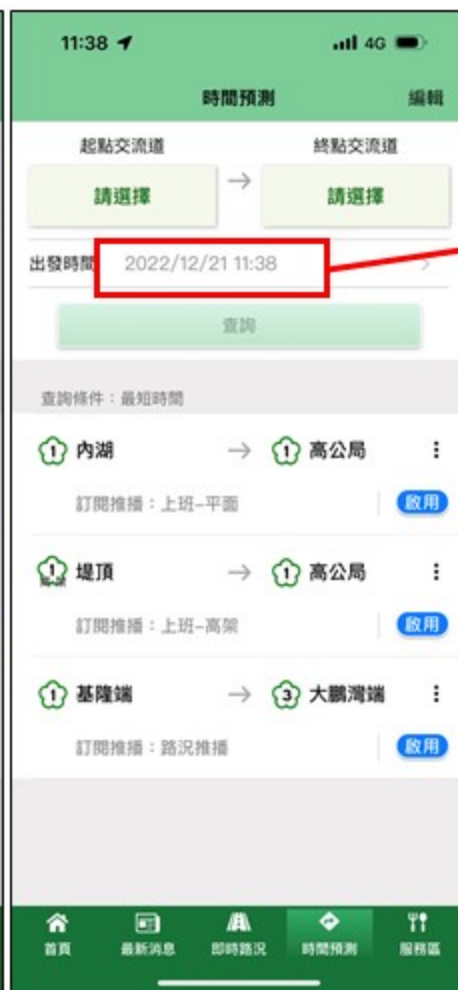 11:38 4G
時間預測 編輯
起點交流道 終點交流道
請選擇 → 請選擇
出發時間 2022/12/21 11:38 >
查詢
查詢條件：最短時間
1 內湖 → 1 高公局
訂閱推播：上班-平面 啟用
1 高架 堤頂 → 1 高公局
訂閱推播：上班-高架 啟用
1 基隆端 → 3 大鵬灣端
訂閱推播：路況推播 啟用
首頁 最新消息 即時路況 時間預測 服務區